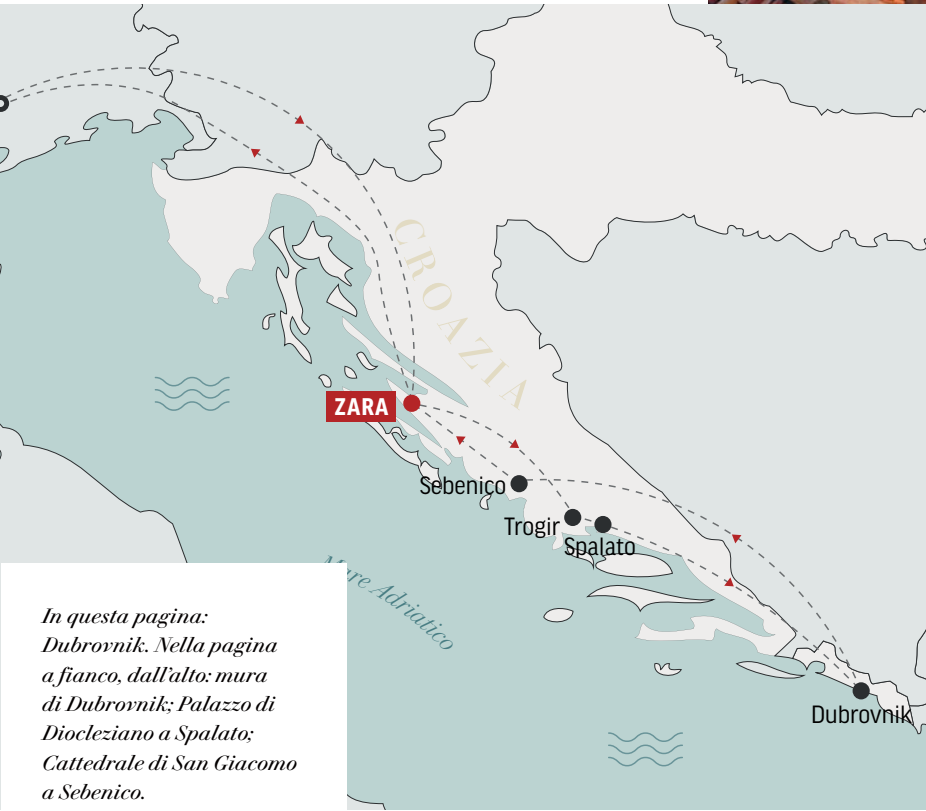 CROAZIA
ZARA
Sebenico
Trogir
Spalato
Mare Adriatico
Dubrovnik
In questa pagina:
Dubrovnik. Nella pagina
a fianco, dall'alto: mura
di Dubrovnik; Palazzo di
Diocleziano a Spalato;
Cattedrale di San Giacomo
a Sebenico.